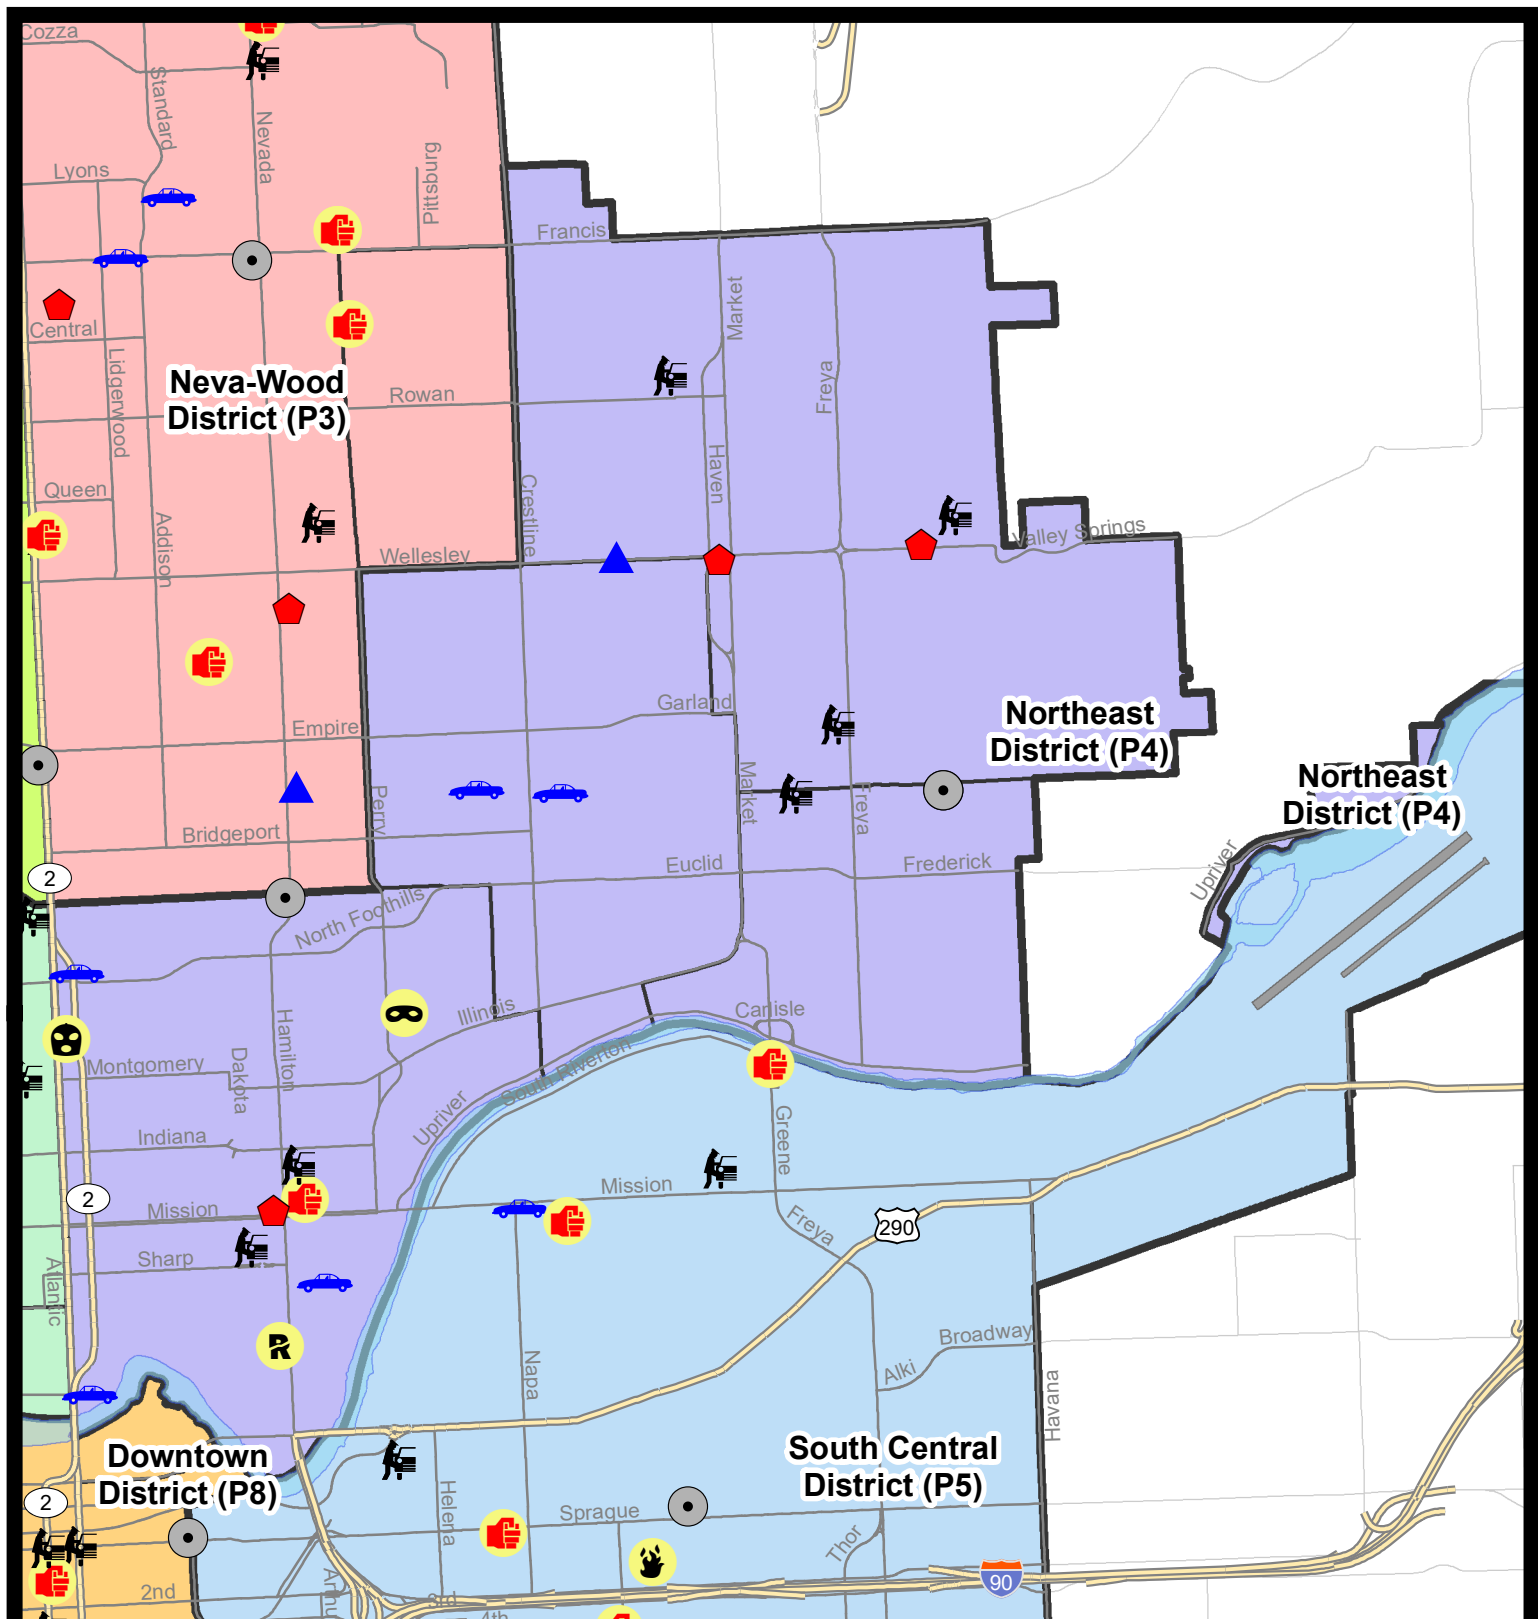 Cozza
Standard
Nevada
Lyons
Pittsburg
Francis
Market
Central
Lidgerwood
Neva-Wood
District (P3)
Rowan
Freya
Haven
Crestline
Queen
Addison
Wellesley
Valley Springs
Garland
Northeast
District (P4)
Empire
Northeast
District (P4)
Perry
Market
Freya
Bridgeport
Euclid
Frederick
Upriver
2
North Foothills
Illinois
Carlisle
Hamilton
Montgomery
Dakota
South Riverton
Upriver
Greene
Indiana
Mission
2
Mission
Freya
290
Sharp
Atlantic
Broadway
Napa
Alki
Havana
Downtown
District (P8)
South Central
District (P5)
2
Helena
Sprague
Thor
90
2nd
3rd
4th